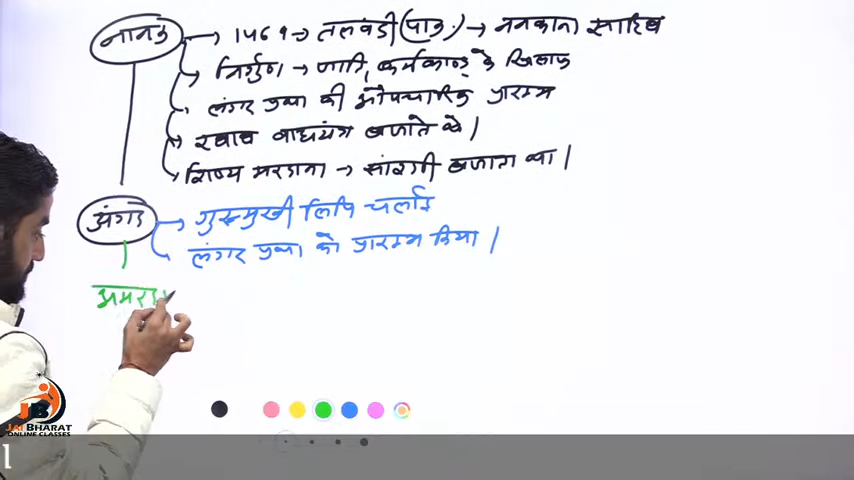 नानक → 1469 → तलवंडी (पाक.) → ननकाना साहिब
→ निर्गुण → जाति, कर्मकाण्ड के खिलाफ
लंगर प्रथा की औपचारिक प्रारम्भ
→ रबाब वाद्ययंत्र बजाते थे।
शिष्य मरदाना → सारंगी बजाता था।
अंगद → गुरुमुखी लिपि चलाई
लंगर प्रथा को प्रारम्भ किया।
अमरदा
JB
JAI BHARAT
ONLINE CLASSES